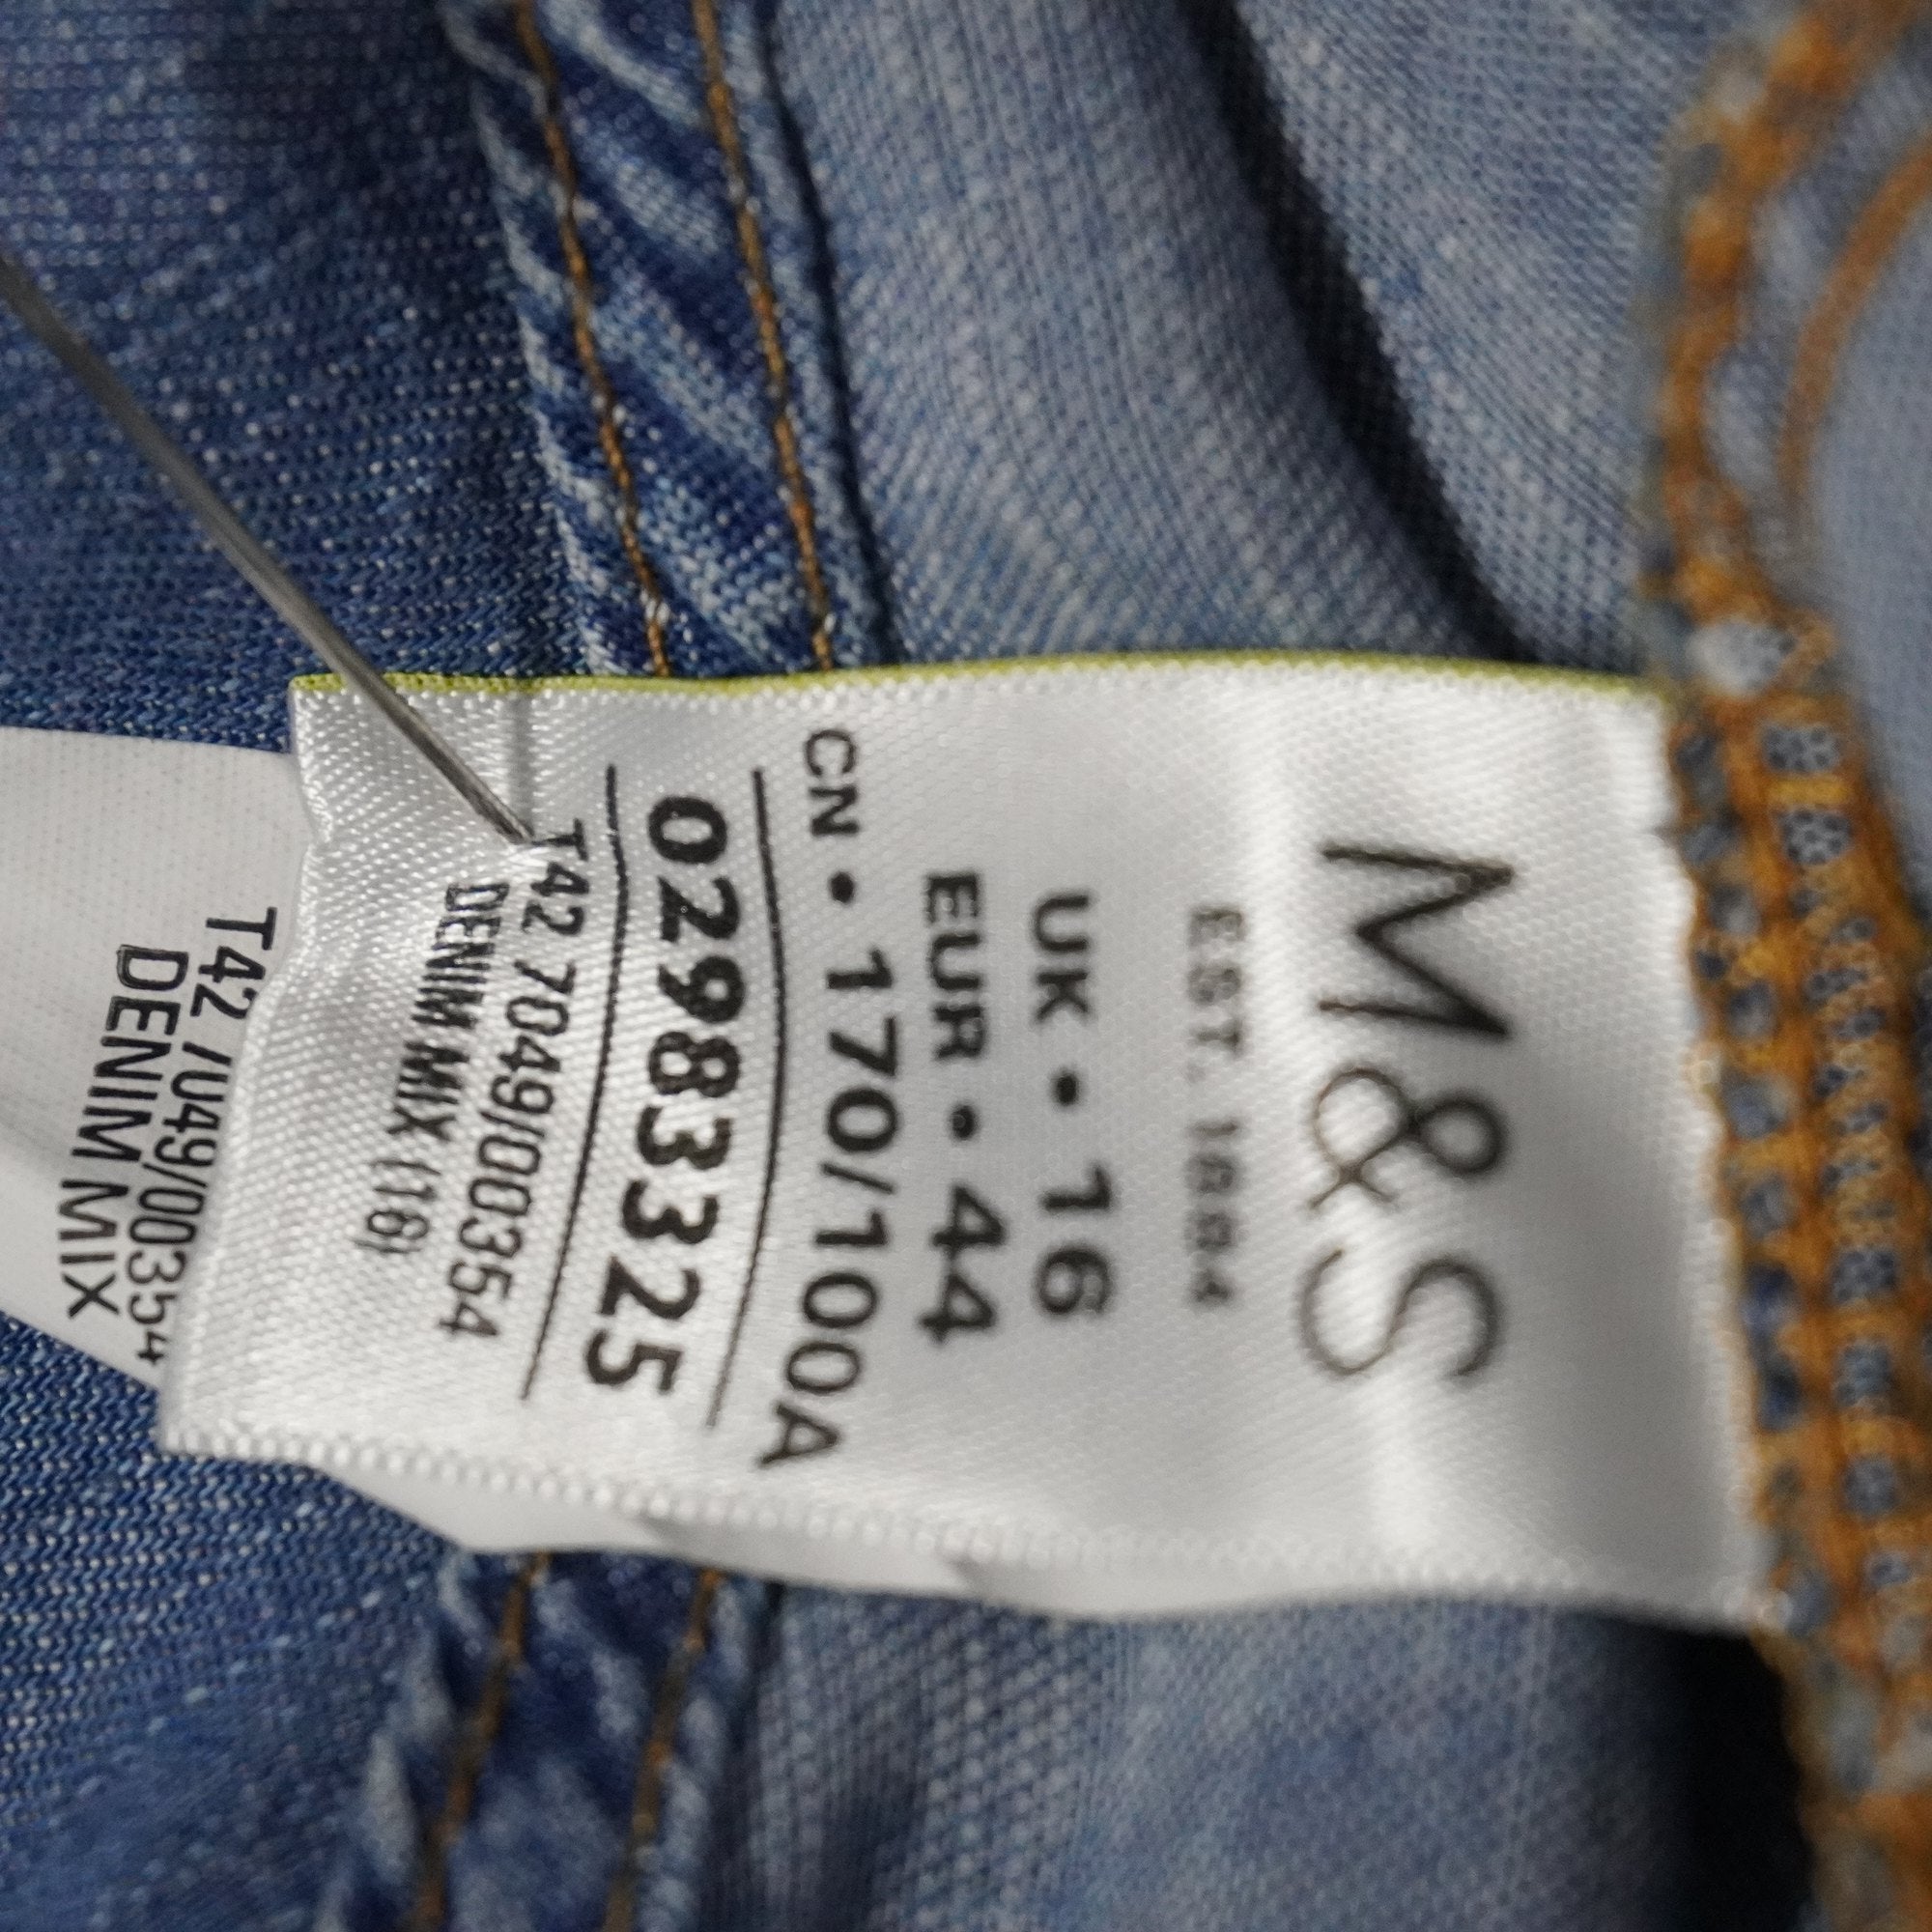 M&S
EST. 1884
UK • 16
EUR • 44
CN • 170/100A
02983325
T42 7049/00354
DENIM MIX (16)
T42 7049/00354
DENIM MIX